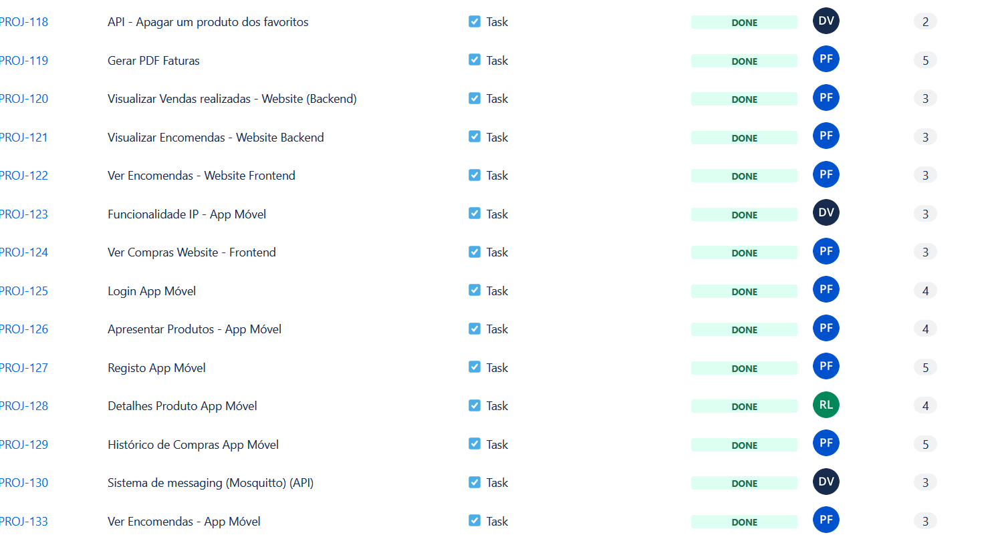 PROJ-118 API - Apagar um produto dos favoritos Task DONE DV 2
PROJ-119 Gerar PDF Faturas Task DONE PF 5
PROJ-120 Visualizar Vendas realizadas - Website (Backend) Task DONE PF 3
PROJ-121 Visualizar Encomendas - Website Backend Task DONE PF 3
PROJ-122 Ver Encomendas - Website Frontend Task DONE PF 3
PROJ-123 Funcionalidade IP - App Móvel Task DONE DV 3
PROJ-124 Ver Compras Website - Frontend Task DONE PF 3
PROJ-125 Login App Móvel Task DONE PF 4
PROJ-126 Apresentar Produtos - App Móvel Task DONE PF 4
PROJ-127 Registo App Móvel Task DONE PF 5
PROJ-128 Detalhes Produto App Móvel Task DONE RL 4
PROJ-129 Histórico de Compras App Móvel Task DONE PF 5
PROJ-130 Sistema de messaging (Mosquitto) (API) Task DONE DV 3
PROJ-133 Ver Encomendas - App Móvel Task DONE PF 3